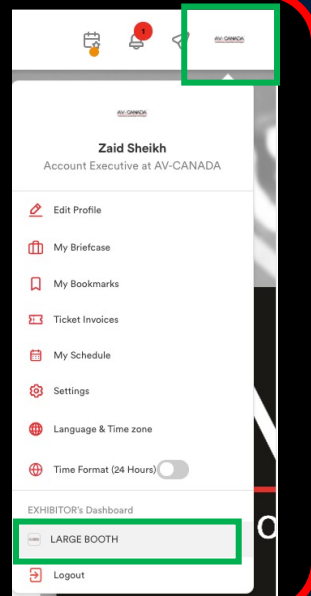 1
AV-CANADA
AV-CANADA
Zaid Sheikh
Account Executive at AV-CANADA
Edit Profile
My Briefcase
My Bookmarks
Ticket Invoices
My Schedule
Settings
Language & Time zone
Time Format (24 Hours)
EXHIBITOR's Dashboard
LARGE BOOTH
Logout